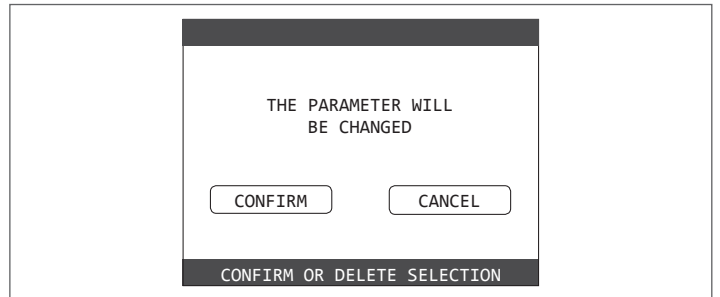 THE PARAMETER WILL
BE CHANGED
CONFIRM CANCEL
CONFIRM OR DELETE SELECTION